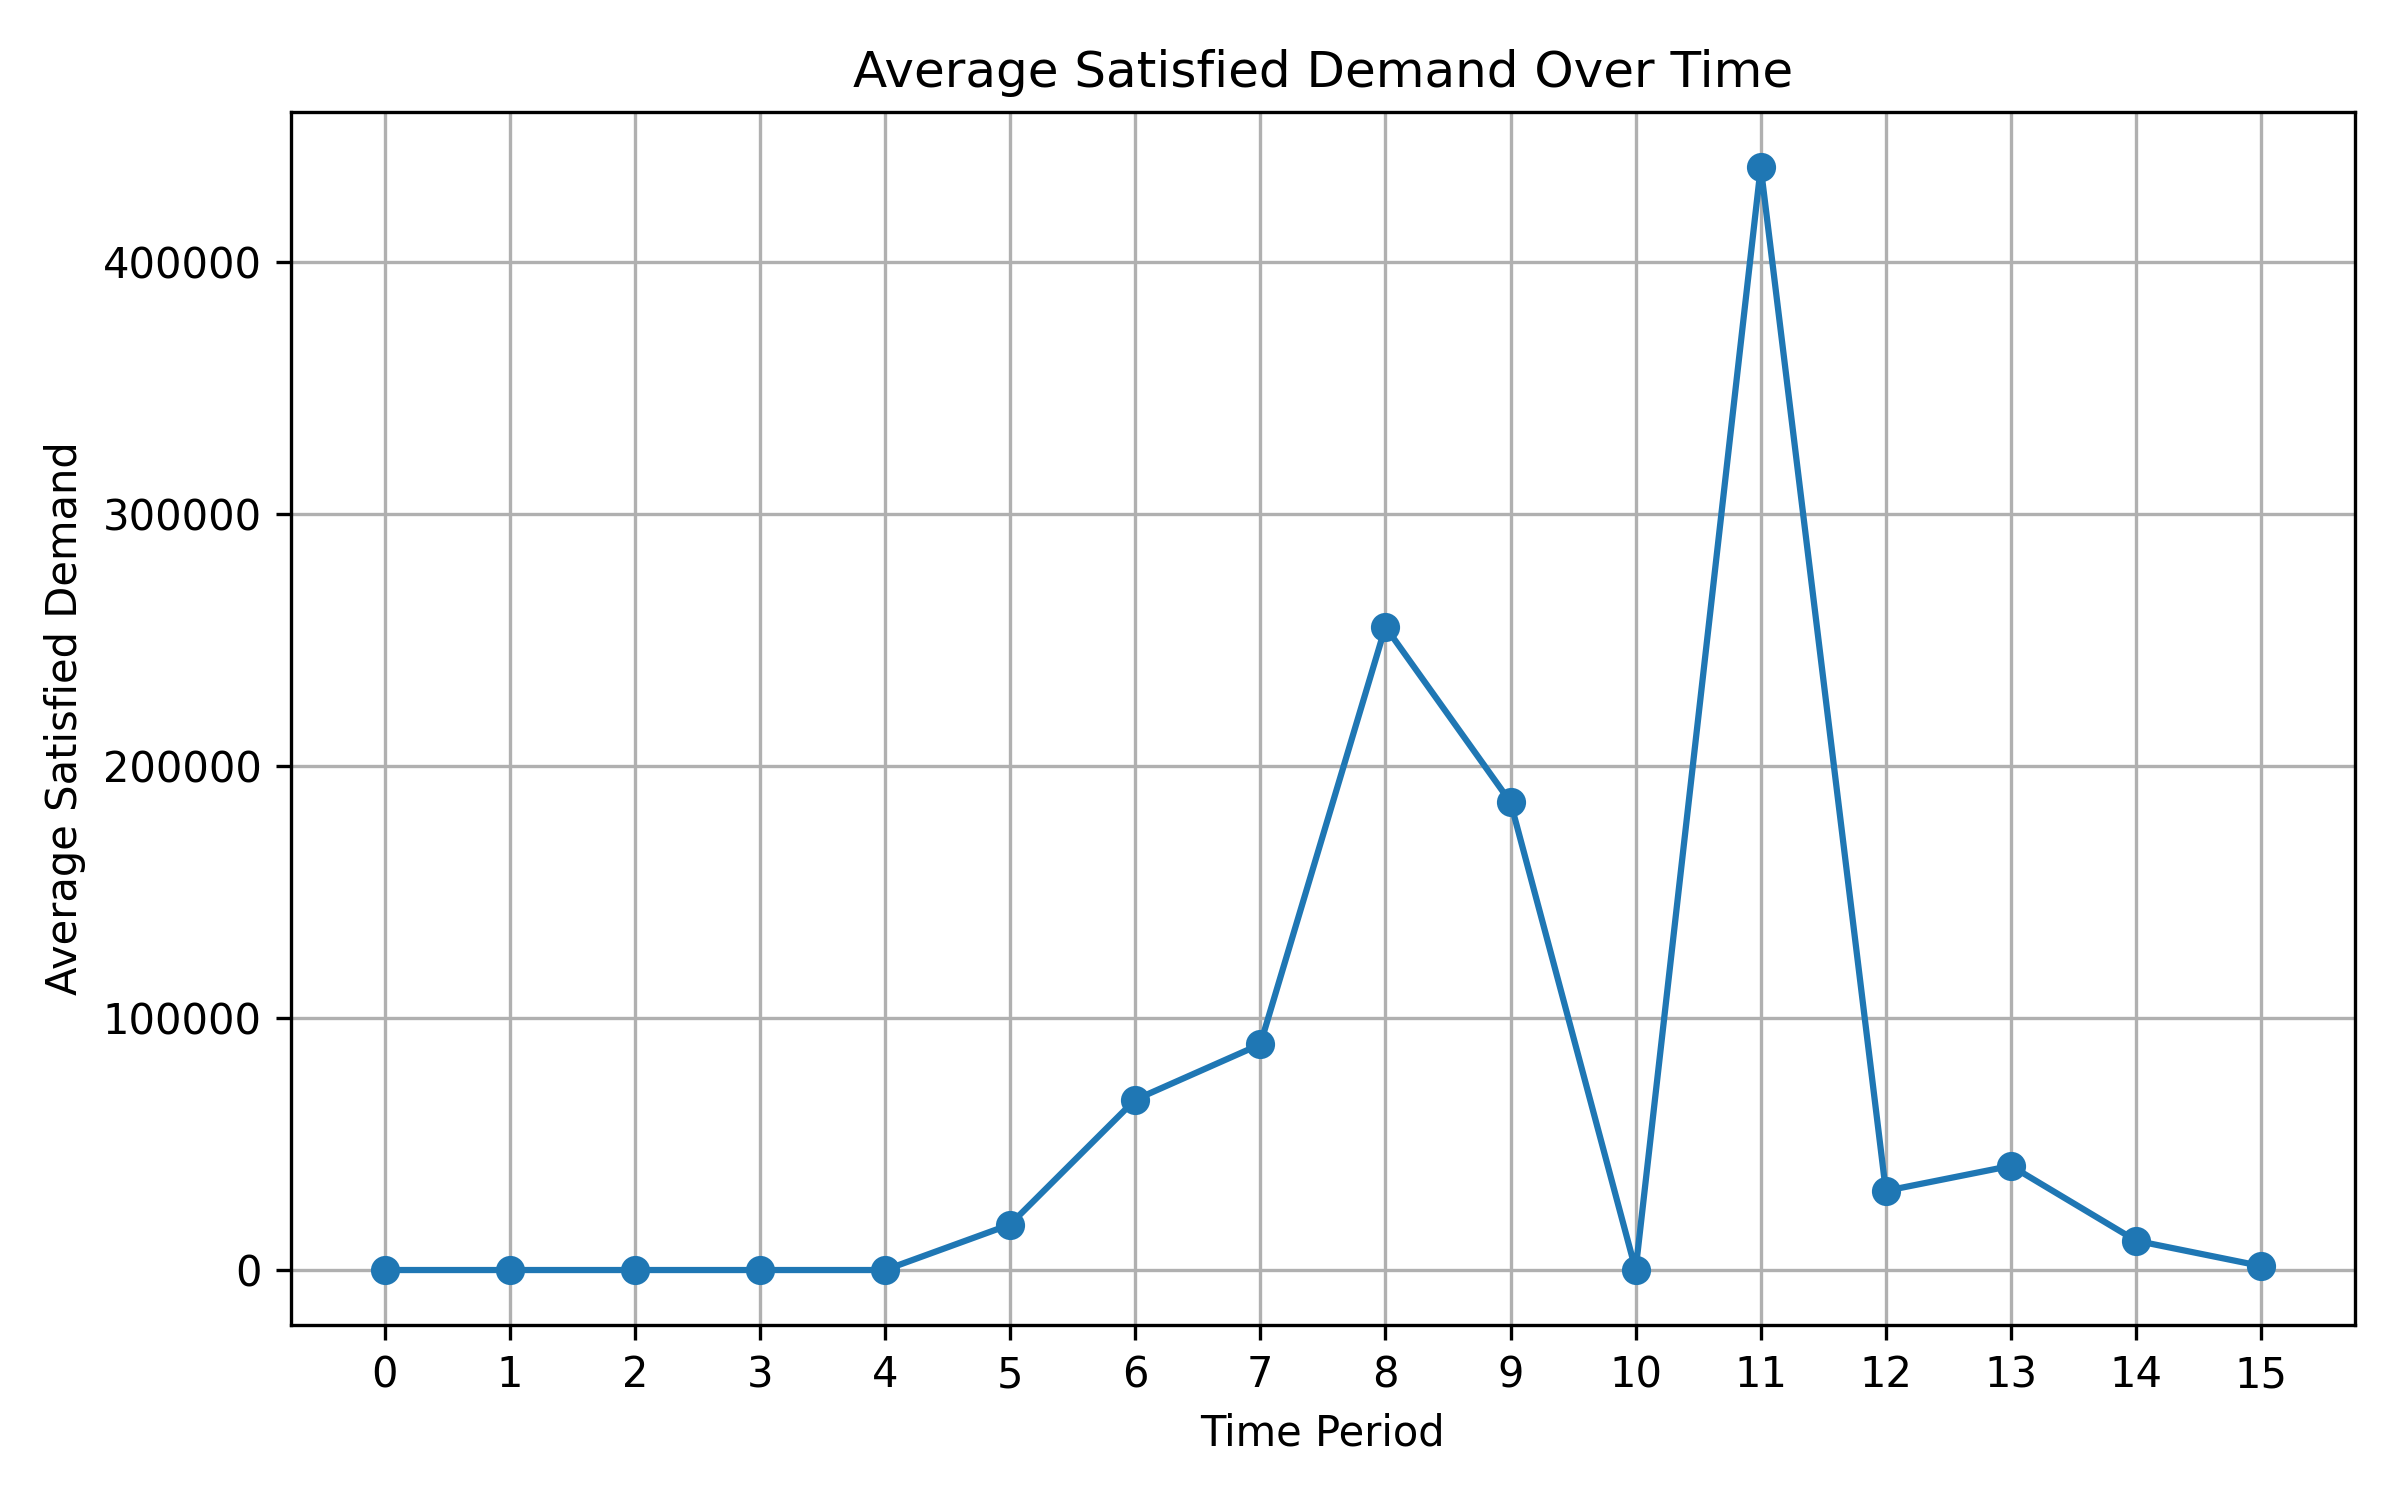 Average Satisfied Demand Over Time
Average Satisfied Demand
400000
300000
200000
100000
0
0 1 2 3 4 5 6 7 8 9 10 11 12 13 14 15
Time Period